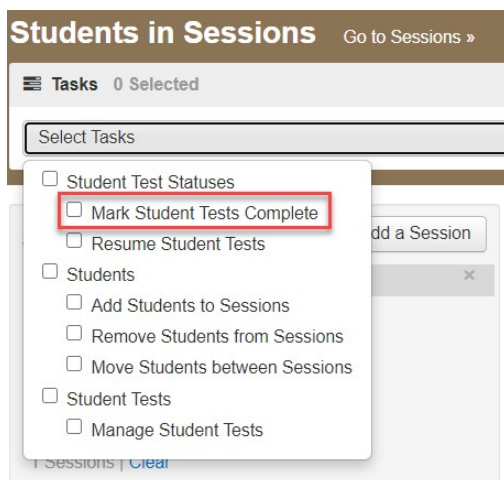 Students in Sessions Go to Sessions »
Tasks 0 Selected
Select Tasks
Student Test Statuses
Mark Student Tests Complete
Resume Student Tests
dd a Session
Students
×
Add Students to Sessions
Remove Students from Sessions
Move Students between Sessions
Student Tests
Manage Student Tests
1 Sessions | Clear